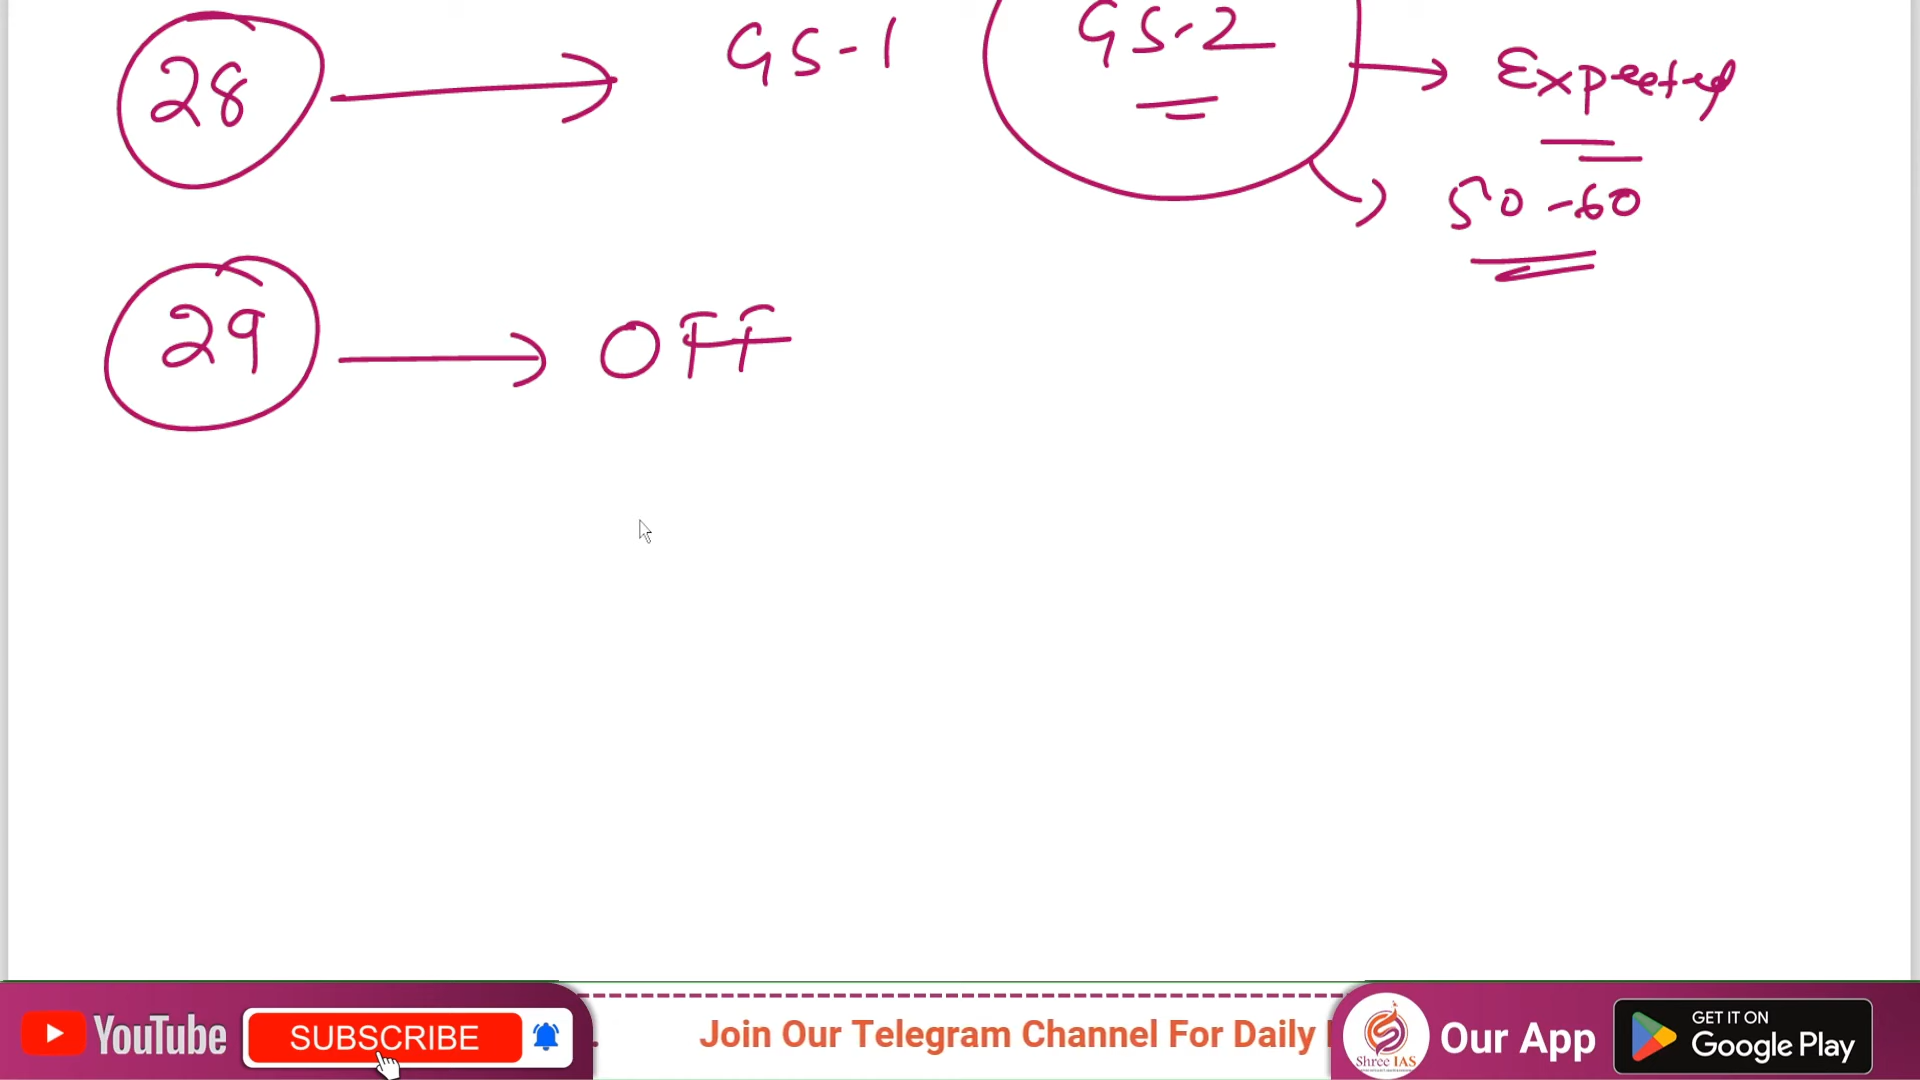 28 → GS-1 GS-2 → Expected
→ 50-60
29 → OFF
YouTube SUBSCRIBE . Join Our Telegram Channel For Daily Shree IAS Our App GET IT ON Google Play